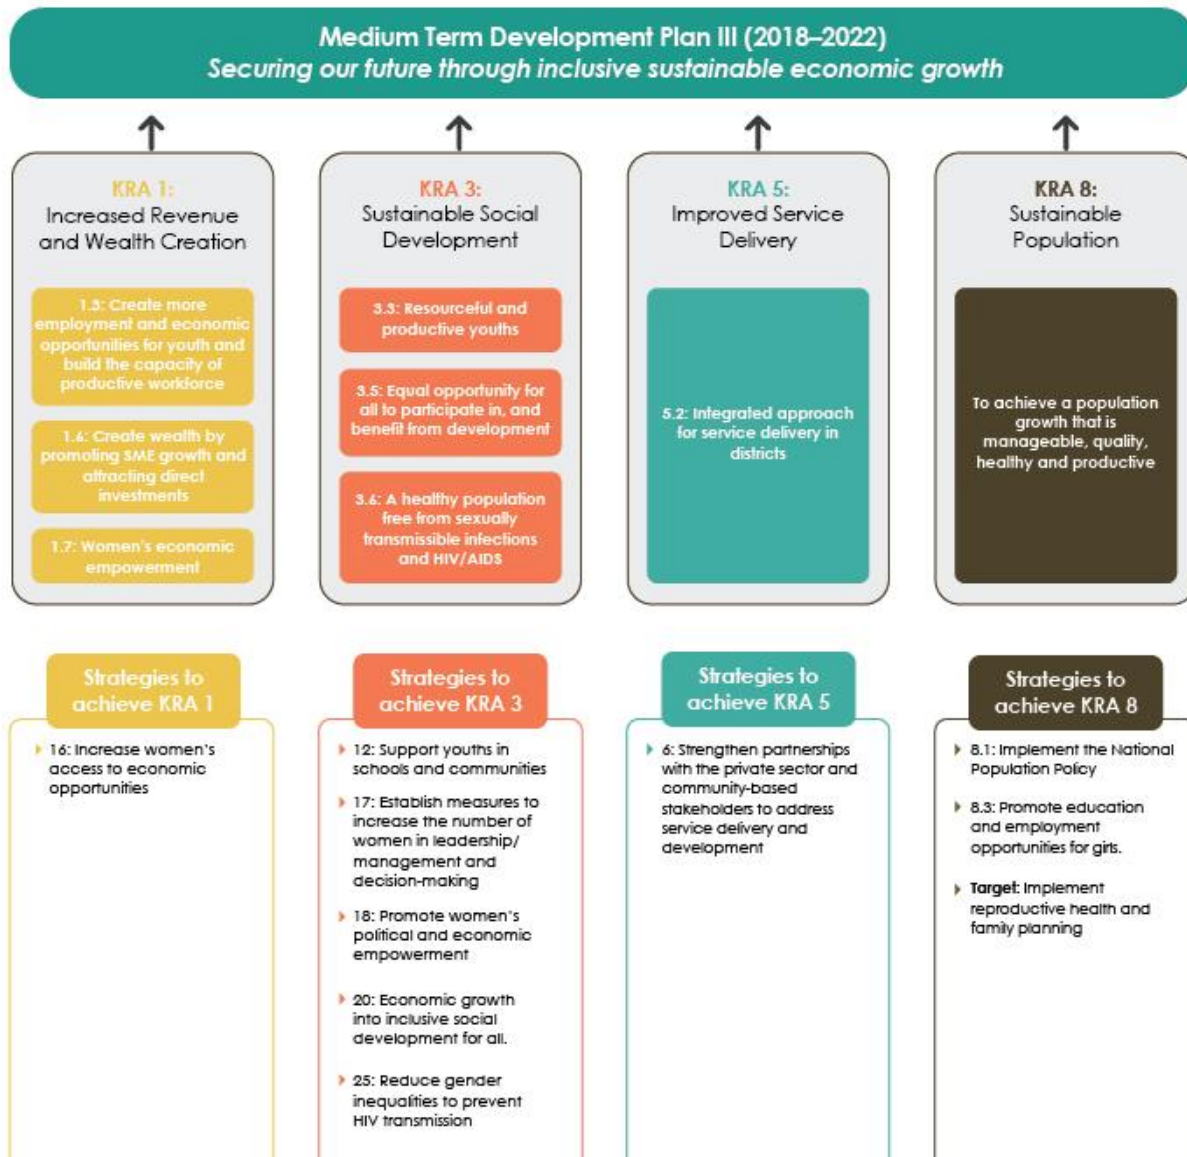 Medium Term Development Plan III (2018–2022)
Securing our future through inclusive sustainable economic growth
KRA 1:
Increased Revenue
and Wealth Creation
1.3: Create more
employment and economic
opportunities for youth and
build the capacity of
productive workforce
1.6: Create wealth by
promoting SME growth and
attracting direct
investments
1.7: Women's economic
empowerment
KRA 3:
Sustainable Social
Development
3.3: Resourceful and
productive youths
3.5: Equal opportunity for
all to participate in, and
benefit from development
3.6: A healthy population
free from sexually
transmissible infections
and HIV/AIDS
KRA 5:
Improved Service
Delivery
5.2: Integrated approach
for service delivery in
districts
KRA 8:
Sustainable
Population
To achieve a population
growth that is
manageable, quality,
healthy and productive
Strategies to
achieve KRA 1
16: Increase women's
access to economic
opportunities
Strategies to
achieve KRA 3
12: Support youths in
schools and communities
17: Establish measures to
increase the number of
women in leadership/
management and
decision-making
18: Promote women's
political and economic
empowerment
20: Economic growth
into inclusive social
development for all.
25: Reduce gender
inequalities to prevent
HIV transmission
Strategies to
achieve KRA 5
6: Strengthen partnerships
with the private sector and
community-based
stakeholders to address
service delivery and
development
Strategies to
achieve KRA 8
8.1: Implement the National
Population Policy
8.3: Promote education
and employment
opportunities for girls.
Target: Implement
reproductive health and
family planning